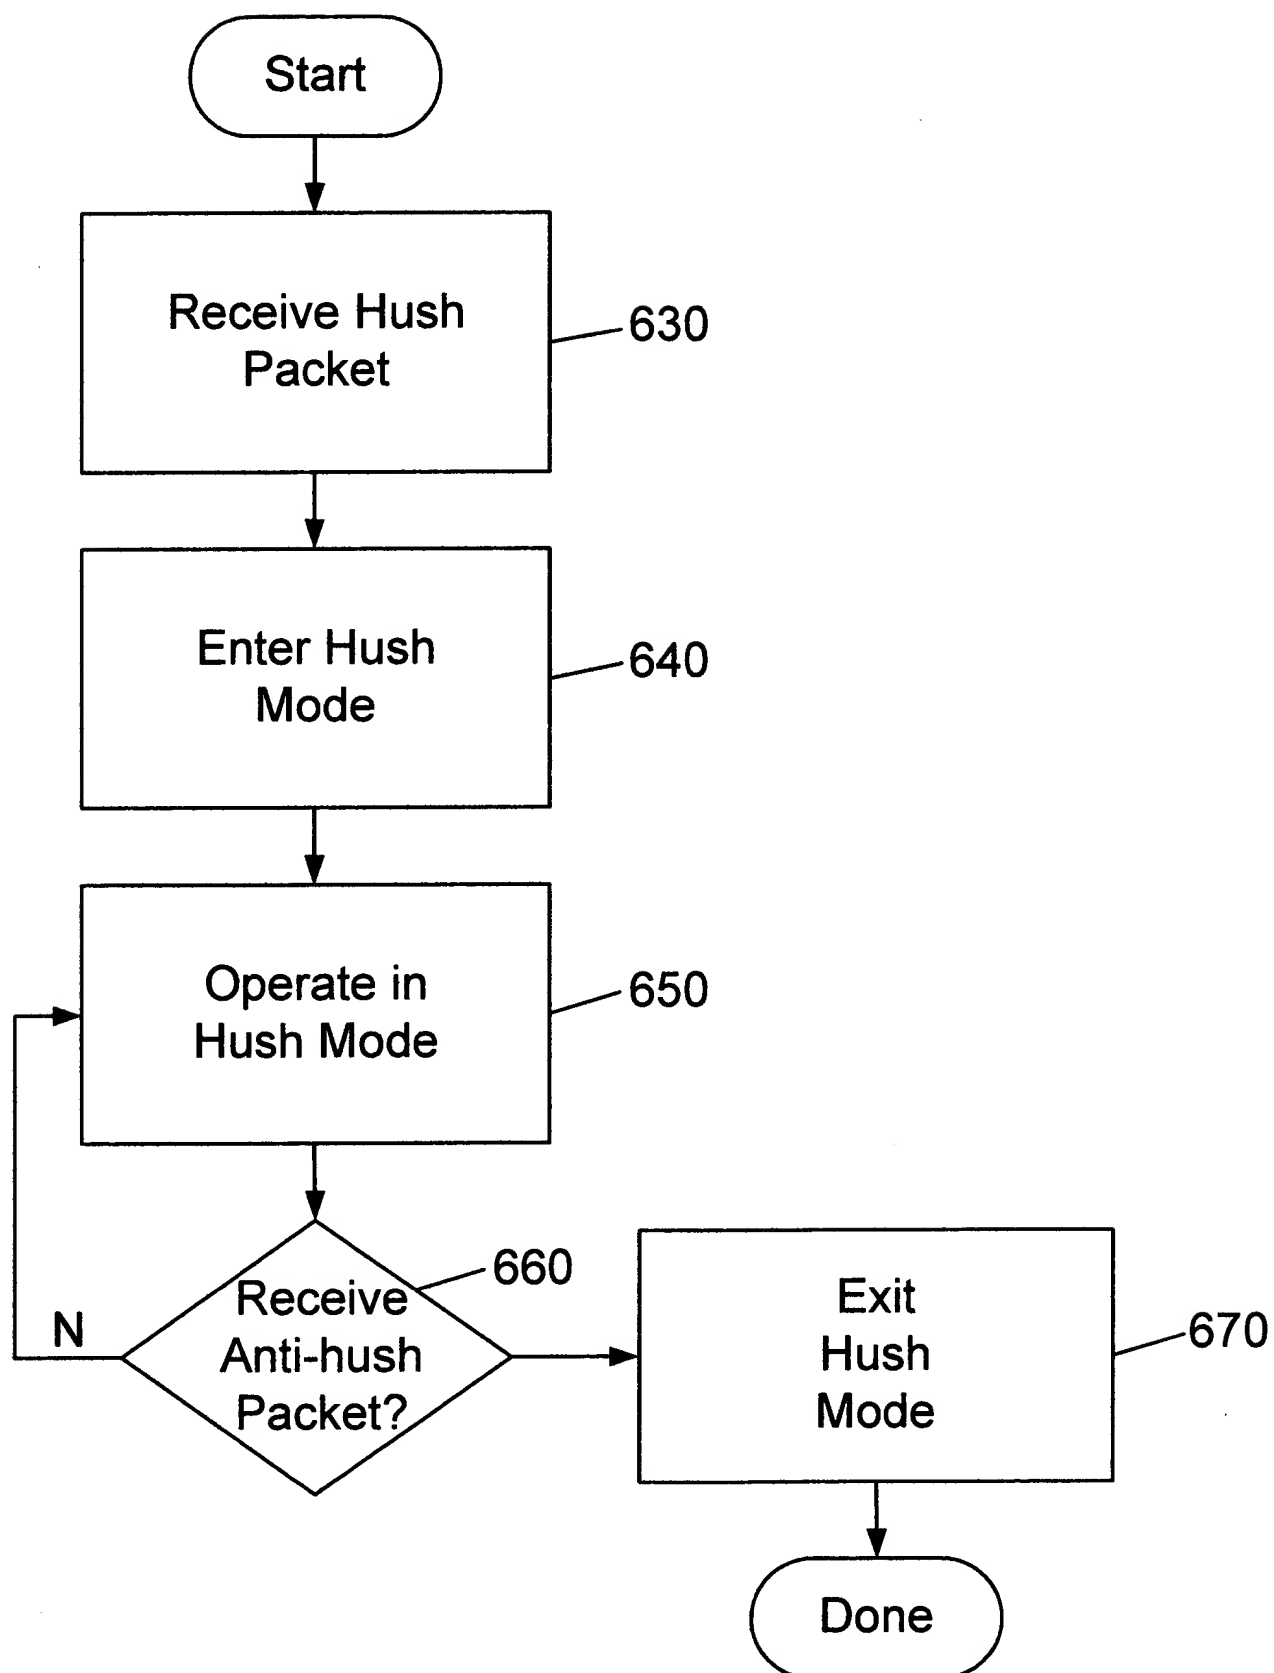 Start
Receive Hush
Packet
630
Enter Hush
Mode
640
Operate in
Hush Mode
650
Receive
Anti-hush
Packet?
660
N
Exit
Hush
Mode
670
Done